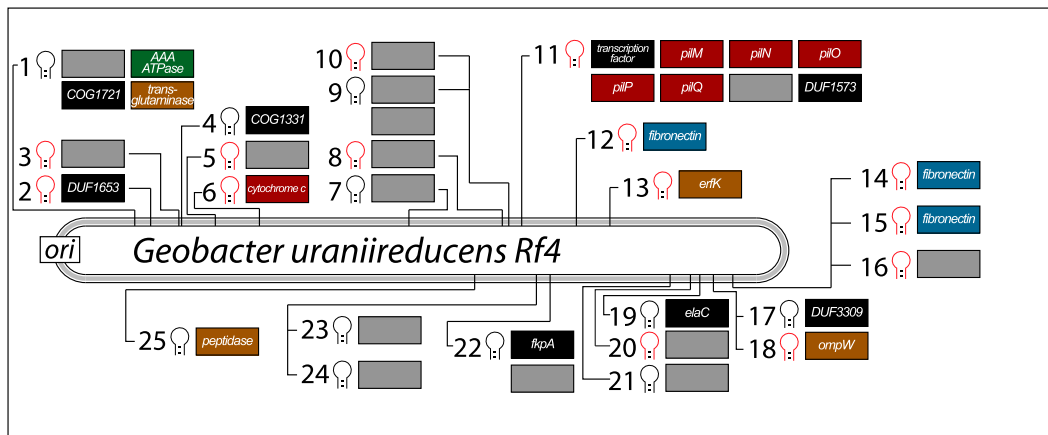 1
AAA
ATPase
COG1721
trans-
glutaminase
3
2
DUF1653
4
COG1331
5
6
cytochrome c
10
9
8
7
11
transcription
factor
pilM
pilN
pilO
pilP
pilQ
DUF1573
12
fibronectin
13
erfK
14
fibronectin
15
fibronectin
16
ori
Geobacter uraniireducens Rf4
25
peptidase
23
24
22
fkpA
19
elaC
20
21
17
DUF3309
18
ompW